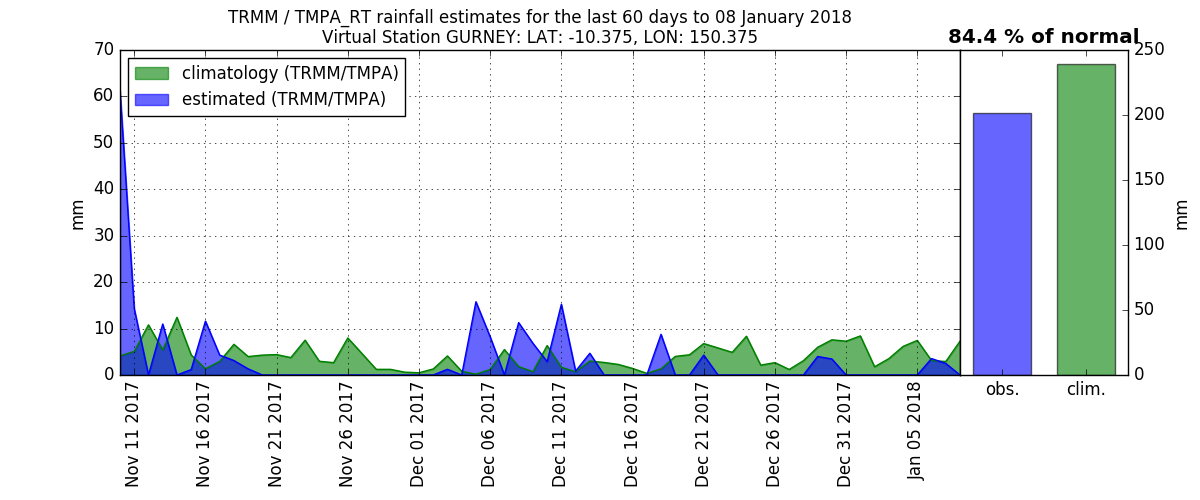 TRMM / TMPA_RT rainfall estimates for the last 60 days to 08 January 2018
Virtual Station GURNEY: LAT: -10.375, LON: 150.375
84.4 % of normal
climatology (TRMM/TMPA)
estimated (TRMM/TMPA)
70
60
50
40
30
20
10
0
mm
Nov 11 2017
Nov 16 2017
Nov 21 2017
Nov 26 2017
Dec 01 2017
Dec 06 2017
Dec 11 2017
Dec 16 2017
Dec 21 2017
Dec 26 2017
Dec 31 2017
Jan 05 2018
obs.
clim.
250
200
150
100
50
0
mm